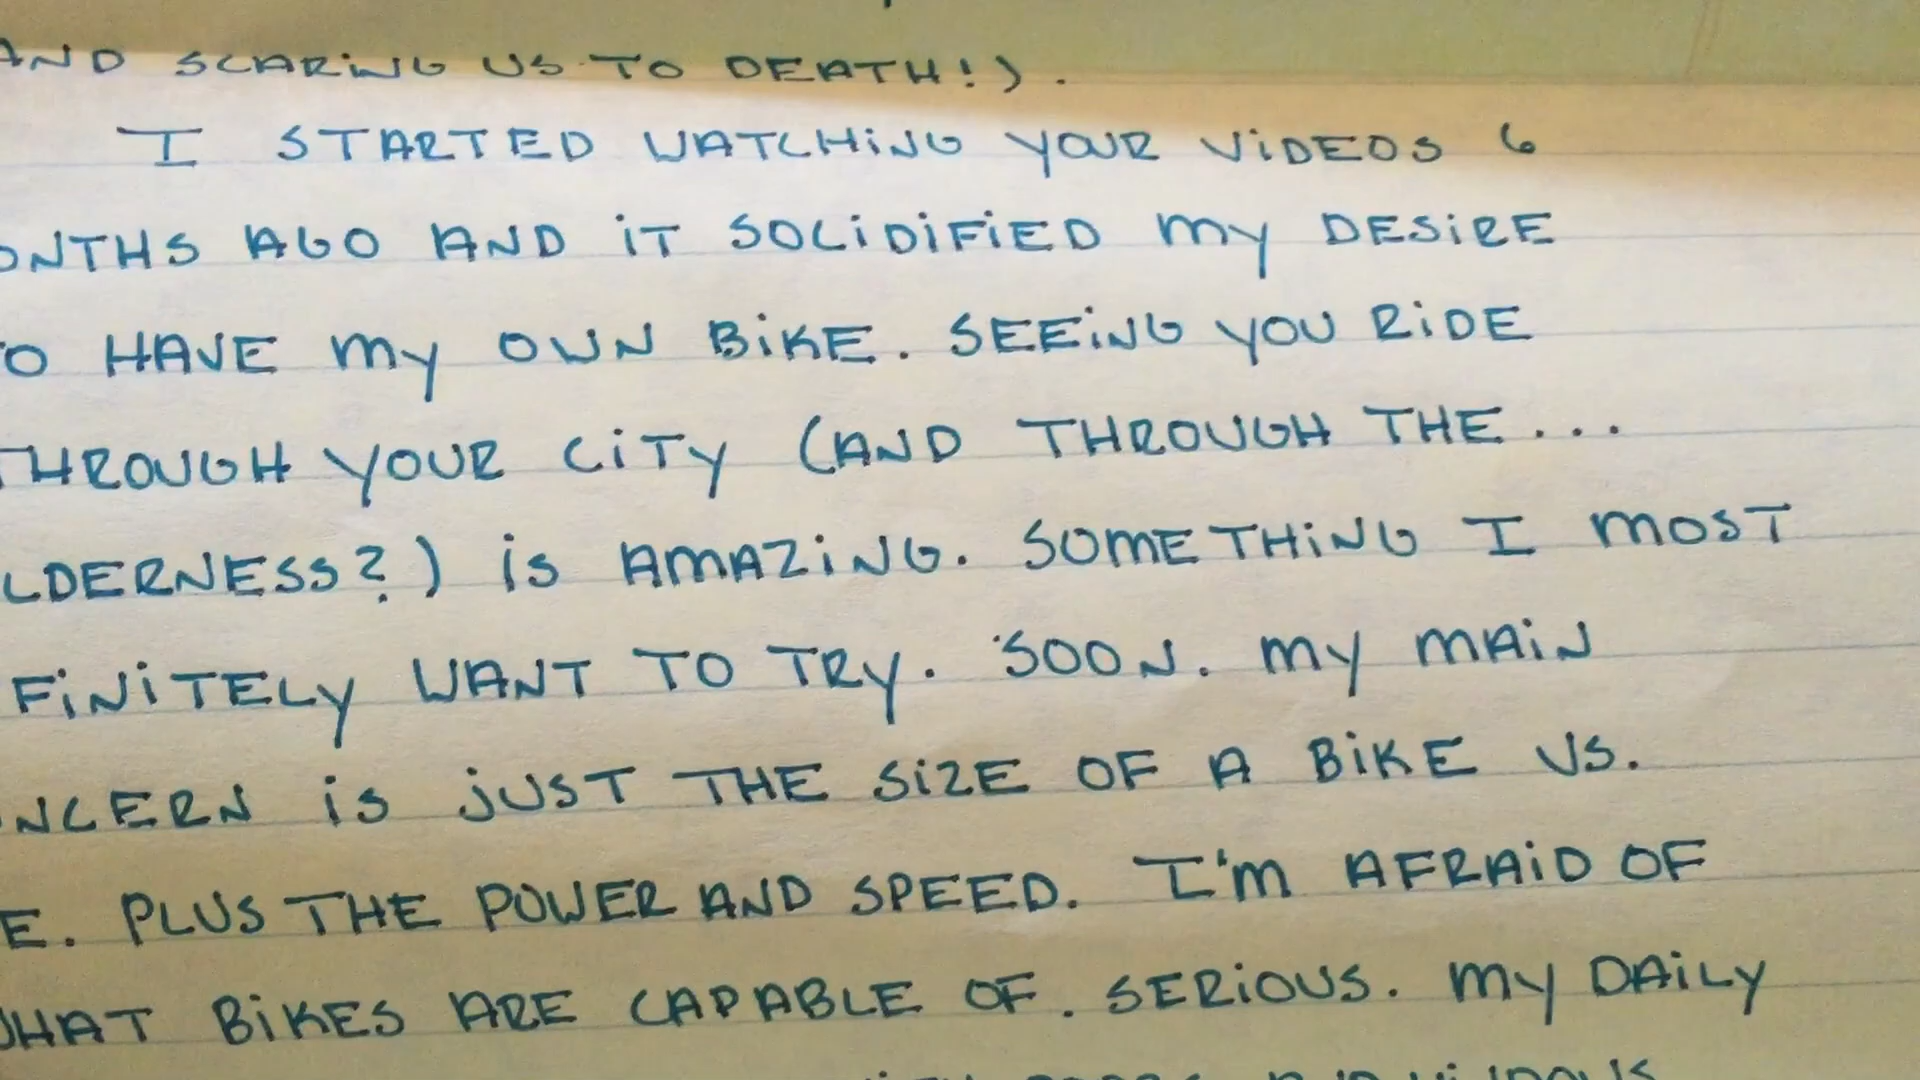 AND SCARING US TO DEATH!).
I STARTED WATCHING YOUR VIDEOS 6
ONTHS AGO AND iT SOLiDiFiED my DESiRE
O HAVE my OWN BiKE. SEEiNG YOU RiDE
THROUGH YOUR CiTY (AND THROUGH THE...
LDERNESS?) iS AMAZiNG. SOMETHiNG I MOST
FiNiTELY WANT TO TRY. SOON. MY MAiN
NCERN iS jUST THE SiZE OF A BiKE VS.
E. PLUS THE POWER AND SPEED. I'M AFRAiD OF
WHAT BiKES ARE CAPABLE OF. SERiOUS. MY DAiLY